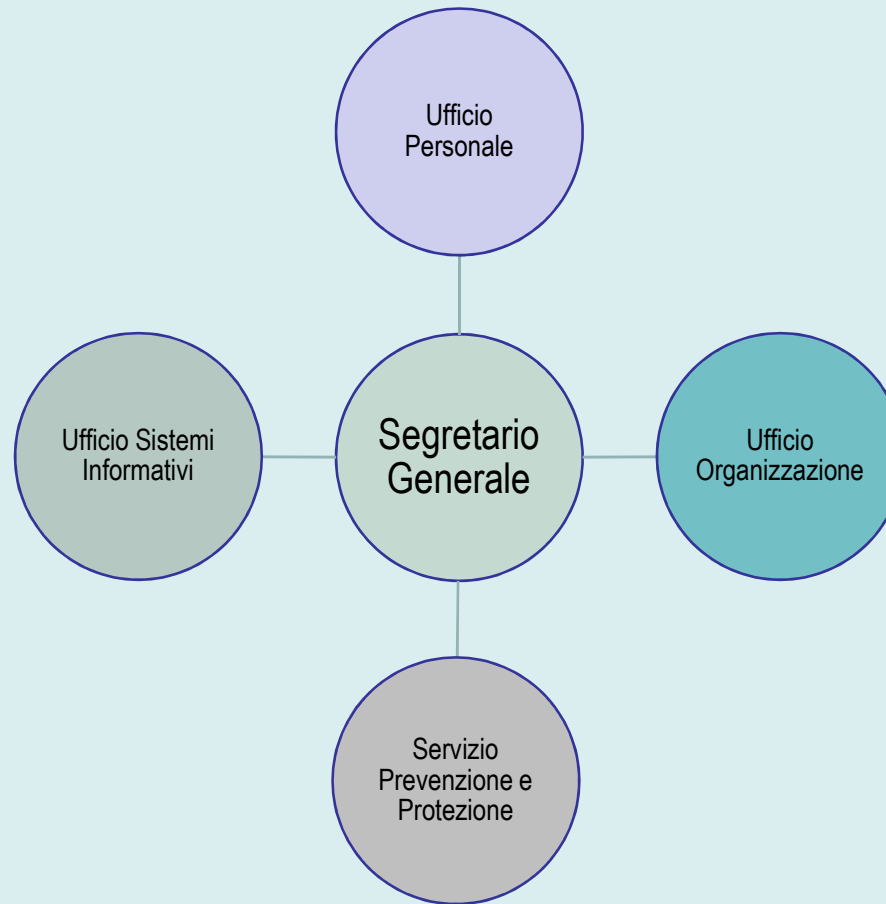 Ufficio
Personale
Ufficio Sistemi
Informativi
Segretario
Generale
Ufficio
Organizzazione
Servizio
Prevenzione e
Protezione